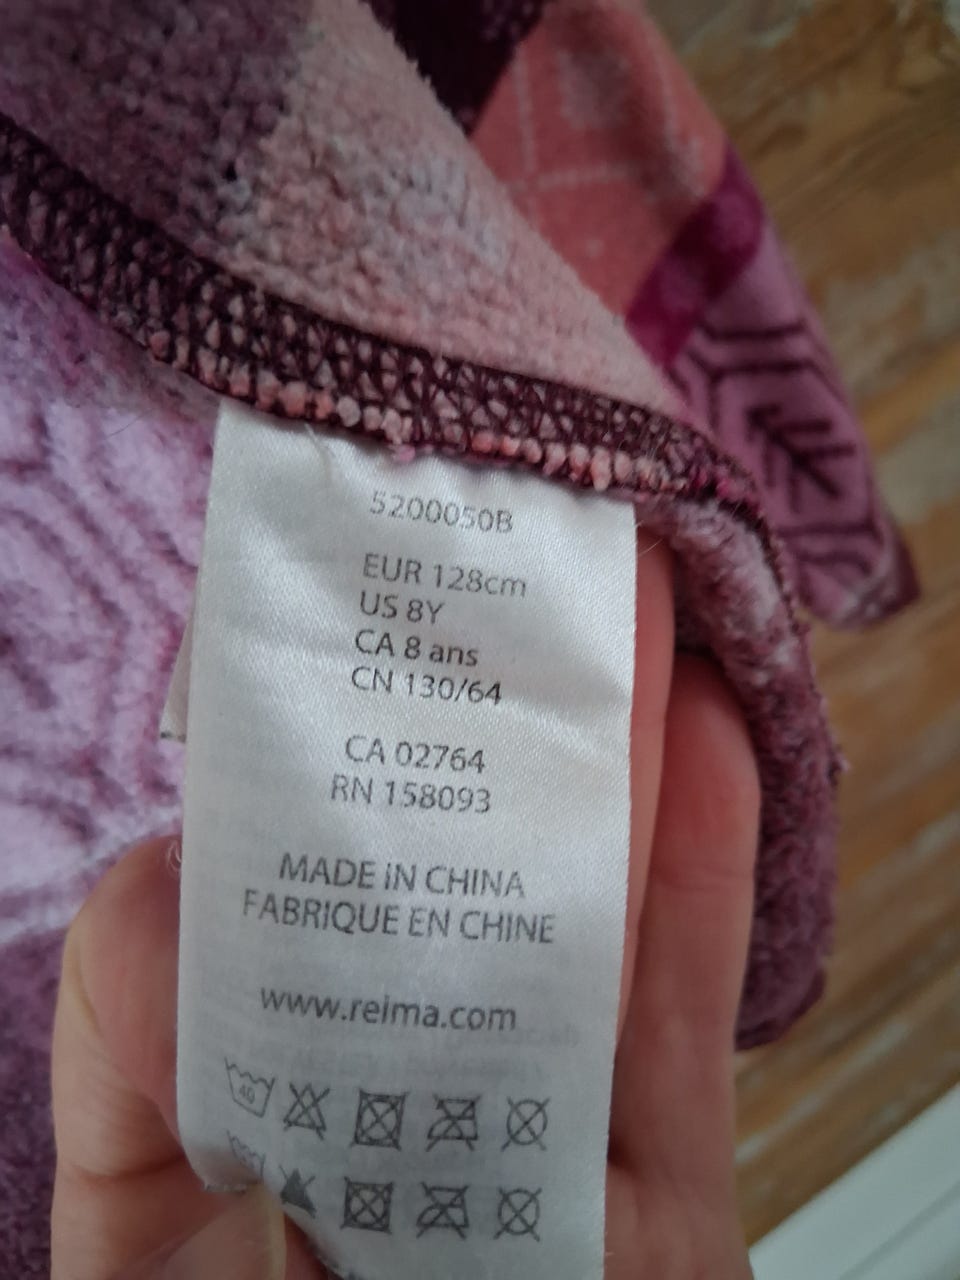 5200050B
EUR 128cm
US 8Y
CA 8 ans
CN 130/64
CA 02764
RN 158093
MADE IN CHINA
FABRIQUE EN CHINE
www.reima.com
40